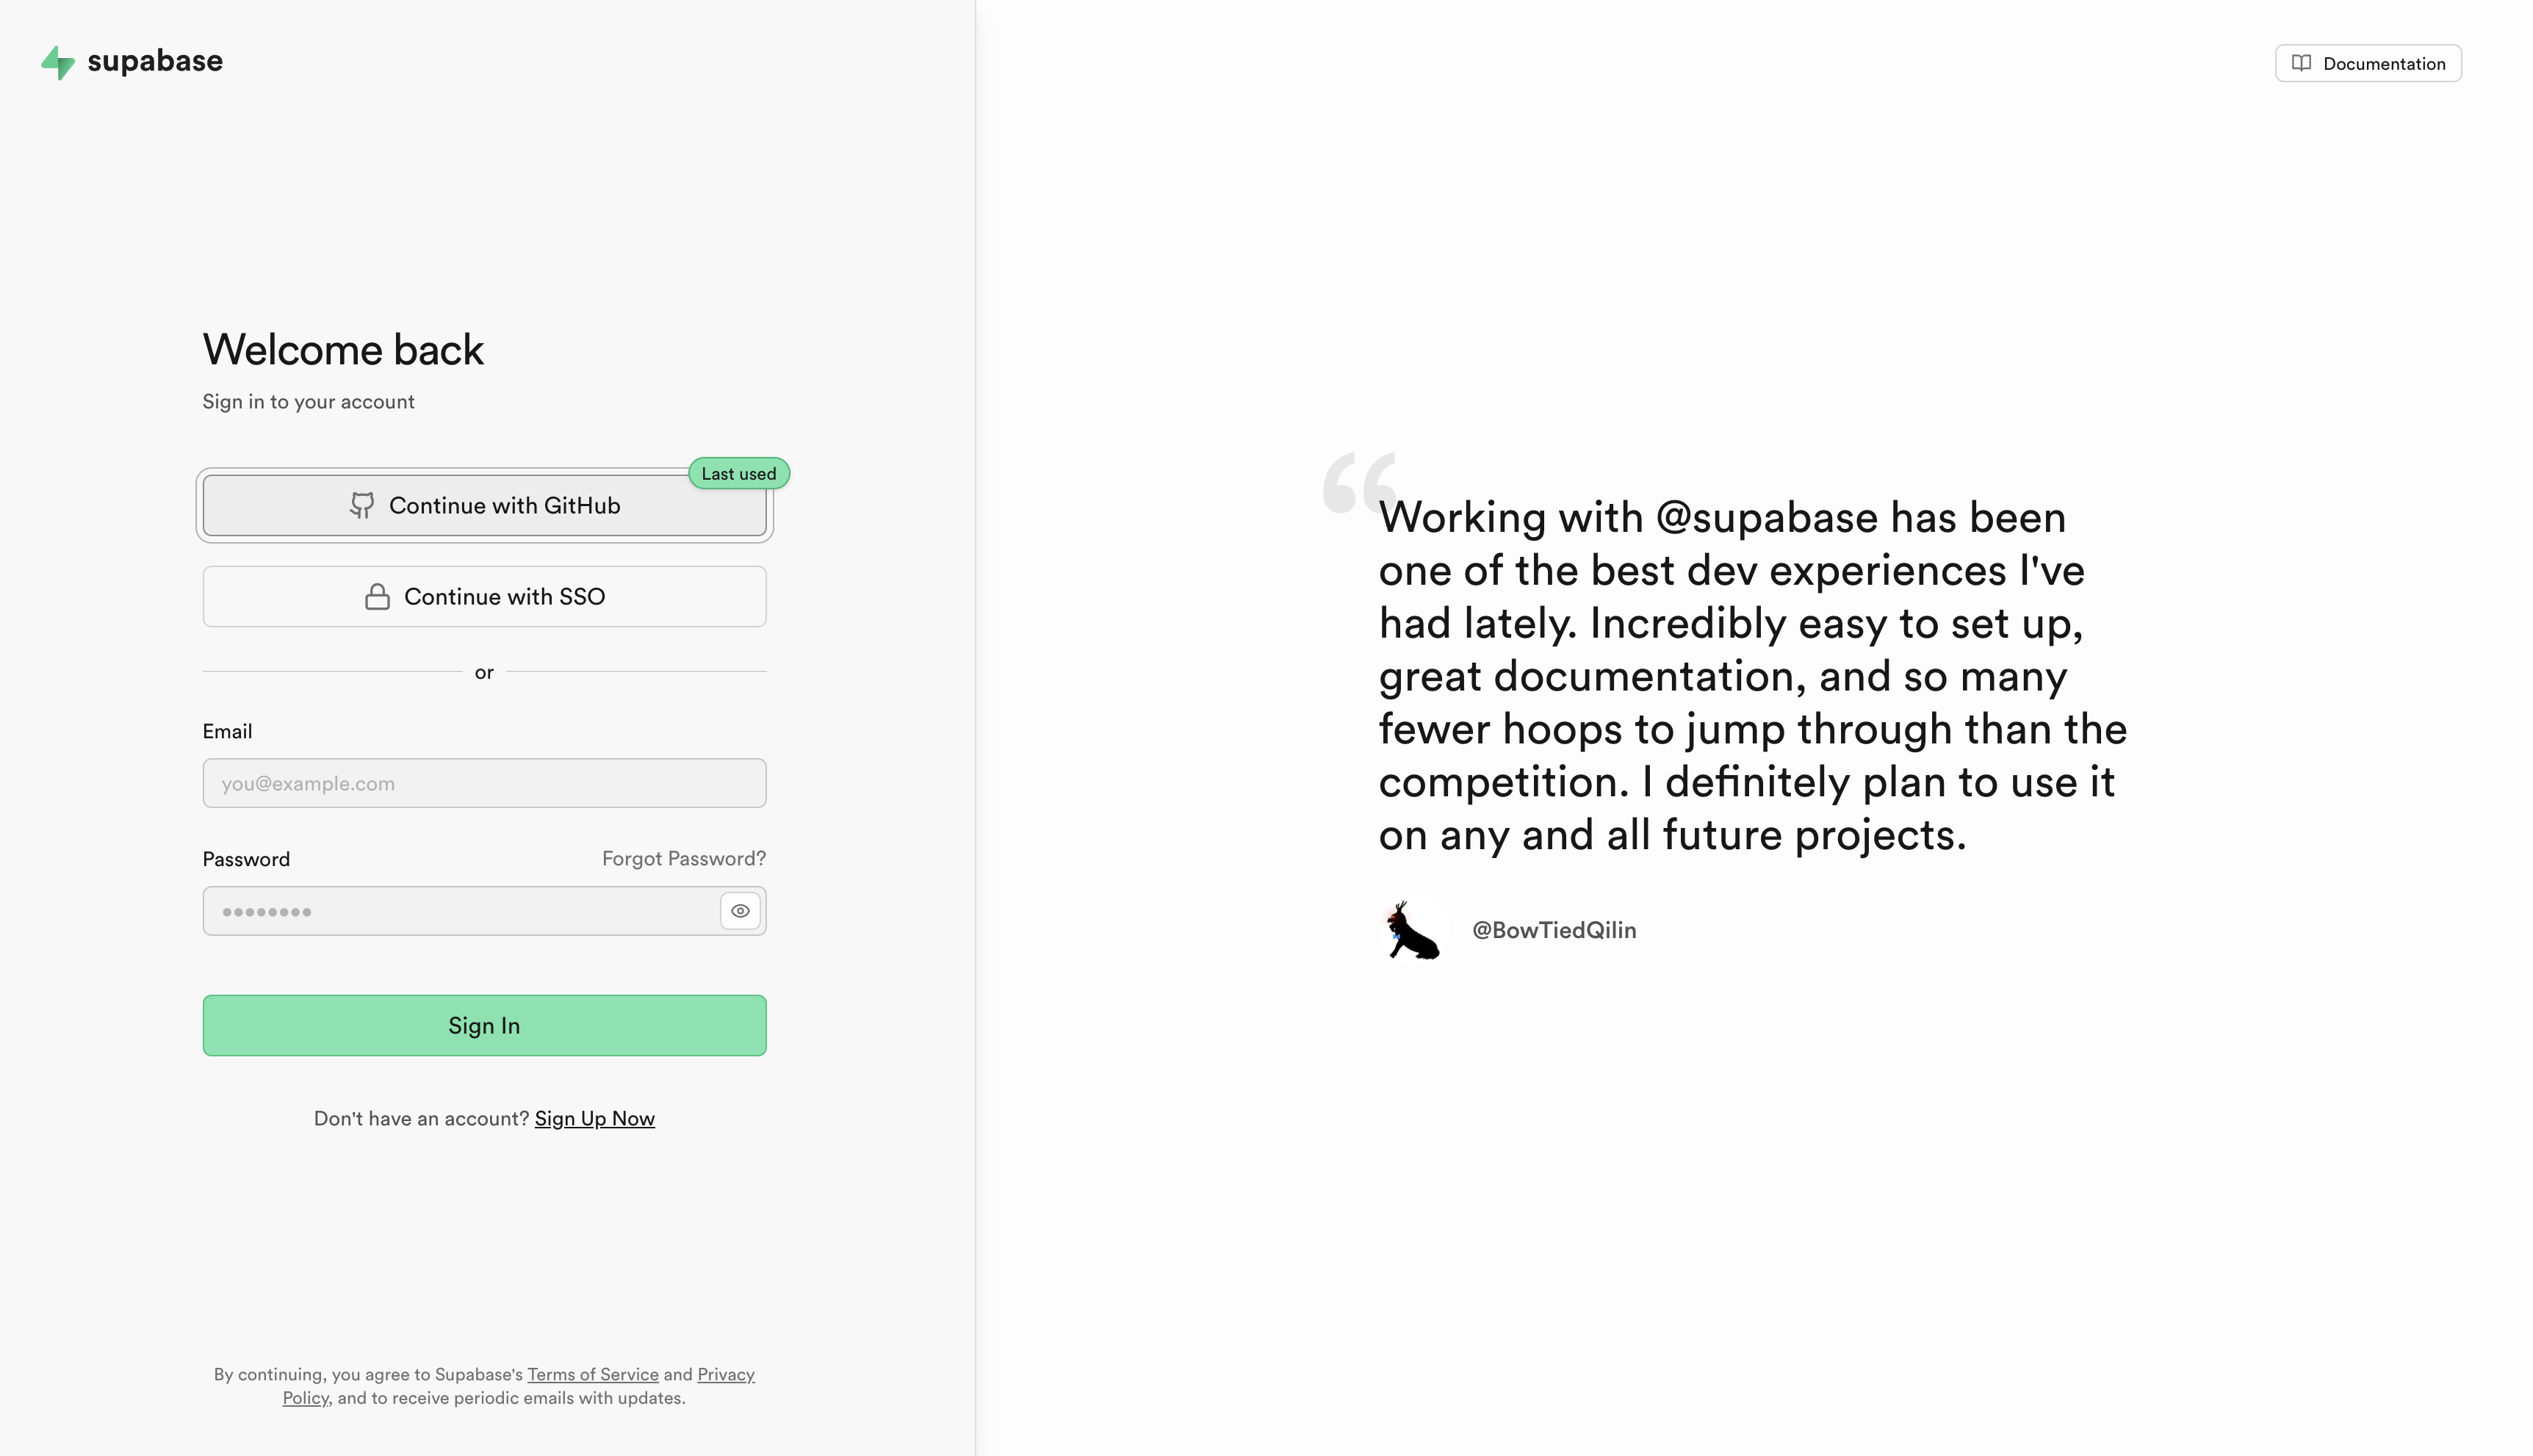 supabase
Documentation
Welcome back
Sign in to your account
Last used
Continue with GitHub
Continue with SSO
or
Email
you@example.com
Password
Forgot Password?
Sign In
Don't have an account? Sign Up Now
By continuing, you agree to Supabase's Terms of Service and Privacy
Policy, and to receive periodic emails with updates.
“
Working with @supabase has been
one of the best dev experiences I've
had lately. Incredibly easy to set up,
great documentation, and so many
fewer hoops to jump through than the
competition. I definitely plan to use it
on any and all future projects.
@BowTiedQilin